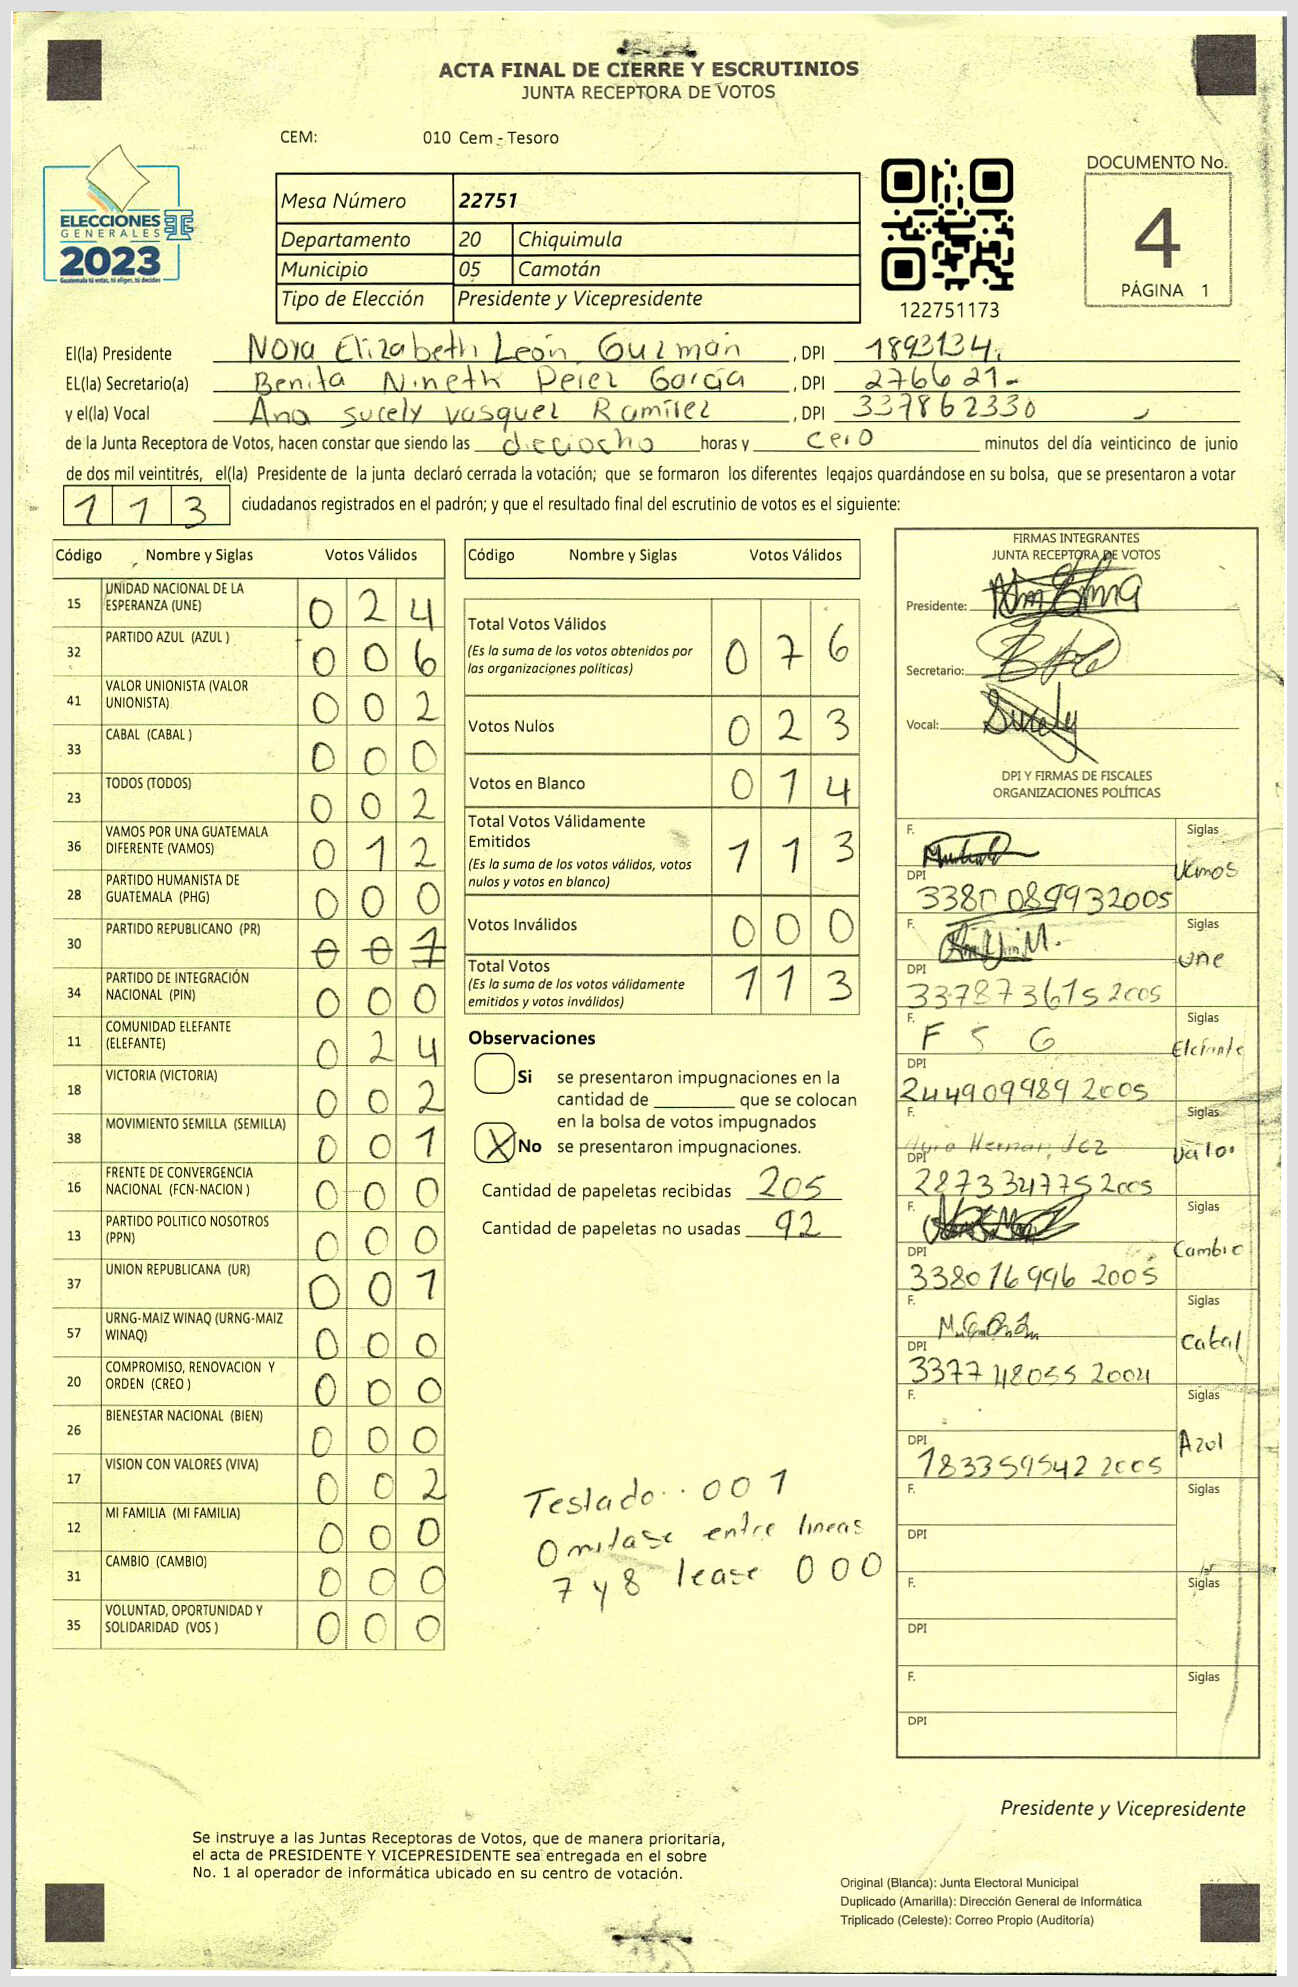 ACTA FINAL DE CIERRE Y ESCRUTINIOS
JUNTA RECEPTORA DE VOTOS
CEM: 010 Cem - Tesoro
ELECCIONES
GENERALES
2023
Guatemala tú estas, tú eliges, tú decides
Mesa Número 22751
Departamento 20 Chiquimula
Municipio 05 Camotán
Tipo de Elección Presidente y Vicepresidente
122751173
DOCUMENTO No.
4
PÁGINA 1
El(la) Presidente Nora Elizabeth León Guzmán , DPI 1893134.
EL(la) Secretario(a) Benita Nineth Perez García , DPI 276621-
y el(la) Vocal Ana Sucely Vasquez Ramirez , DPI 337862330
de la Junta Receptora de Votos, hacen constar que siendo las dieciocho horas y cero minutos del día veinticinco de junio
de dos mil veintitrés, el(la) Presidente de la junta declaró cerrada la votación; que se formaron los diferentes legajos quardándose en su bolsa, que se presentaron a votar
113 ciudadanos registrados en el padrón; y que el resultado final del escrutinio de votos es el siguiente:
Código Nombre y Siglas Votos Válidos
15 UNIDAD NACIONAL DE LA ESPERANZA (UNE) 0 2 4
32 PARTIDO AZUL (AZUL ) 0 0 6
41 VALOR UNIONISTA (VALOR UNIONISTA) 0 0 2
33 CABAL (CABAL ) 0 0 0
23 TODOS (TODOS) 0 0 2
36 VAMOS POR UNA GUATEMALA DIFERENTE (VAMOS) 0 1 2
28 PARTIDO HUMANISTA DE GUATEMALA (PHG) 0 0 0
30 PARTIDO REPUBLICANO (PR) 0 0 1
34 PARTIDO DE INTEGRACIÓN NACIONAL (PIN) 0 0 0
11 COMUNIDAD ELEFANTE (ELEFANTE) 0 2 4
18 VICTORIA (VICTORIA) 0 0 2
38 MOVIMIENTO SEMILLA (SEMILLA) 0 0 1
16 FRENTE DE CONVERGENCIA NACIONAL (FCN-NACION ) 0 0 0
13 PARTIDO POLITICO NOSOTROS (PPN) 0 0 0
37 UNION REPUBLICANA (UR) 0 0 1
57 URNG-MAIZ WINAQ (URNG-MAIZ WINAQ) 0 0 0
20 COMPROMISO, RENOVACION Y ORDEN (CREO ) 0 0 0
26 BIENESTAR NACIONAL (BIEN) 0 0 0
17 VISION CON VALORES (VIVA) 0 0 2
12 MI FAMILIA (MI FAMILIA) 0 0 0
31 CAMBIO (CAMBIO) 0 0 0
35 VOLUNTAD, OPORTUNIDAD Y SOLIDARIDAD (VOS ) 0 0 0
Código Nombre y Siglas Votos Válidos
Total Votos Válidos 0 7 6
(Es la suma de los votos obtenidos por
las organizaciones políticas)
Votos Nulos 0 2 3
Votos en Blanco 0 1 4
Total Votos Válidamente
Emitidos 1 1 3
(Es la suma de los votos válidos, votos
nulos y votos en blanco)
Votos Inválidos 0 0 0
Total Votos 1 1 3
(Es la suma de los votos válidamente
emitidos y votos inválidos)
Observaciones
Si se presentaron impugnaciones en la
cantidad de ________ que se colocan
en la bolsa de votos impugnados
X No se presentaron impugnaciones.
Cantidad de papeletas recibidas 205
Cantidad de papeletas no usadas 92
Testado 001
Omitase entre lineas
7 y 8 lease 000
FIRMAS INTEGRANTES
JUNTA RECEPTORA DE VOTOS
Presidente:
Secretario:
Vocal: Sucely
DPI Y FIRMAS DE FISCALES
ORGANIZACIONES POLÍTICAS
F. Siglas Vamos
DPI 3380 08993 2005
F. Siglas une
DPI 337873615 2005
F. F S G Siglas Elefante
DPI 244909989 2005
F. Hernandez Siglas Valor
DPI 287334775 2005
F. Siglas Cambio
DPI 338016996 2005
F. Siglas Cabal
DPI 337748055 2004
F. Siglas Azul
DPI 183359542 2005
F. Siglas
DPI
F. Siglas
DPI
F. Siglas
DPI
Presidente y Vicepresidente
Se instruye a las Juntas Receptoras de Votos, que de manera prioritaria,
el acta de PRESIDENTE Y VICEPRESIDENTE sea entregada en el sobre
No. 1 al operador de informática ubicado en su centro de votación.
Original (Blanca): Junta Electoral Municipal
Duplicado (Amarilla): Dirección General de Informática
Triplicado (Celeste): Correo Propio (Auditoría)